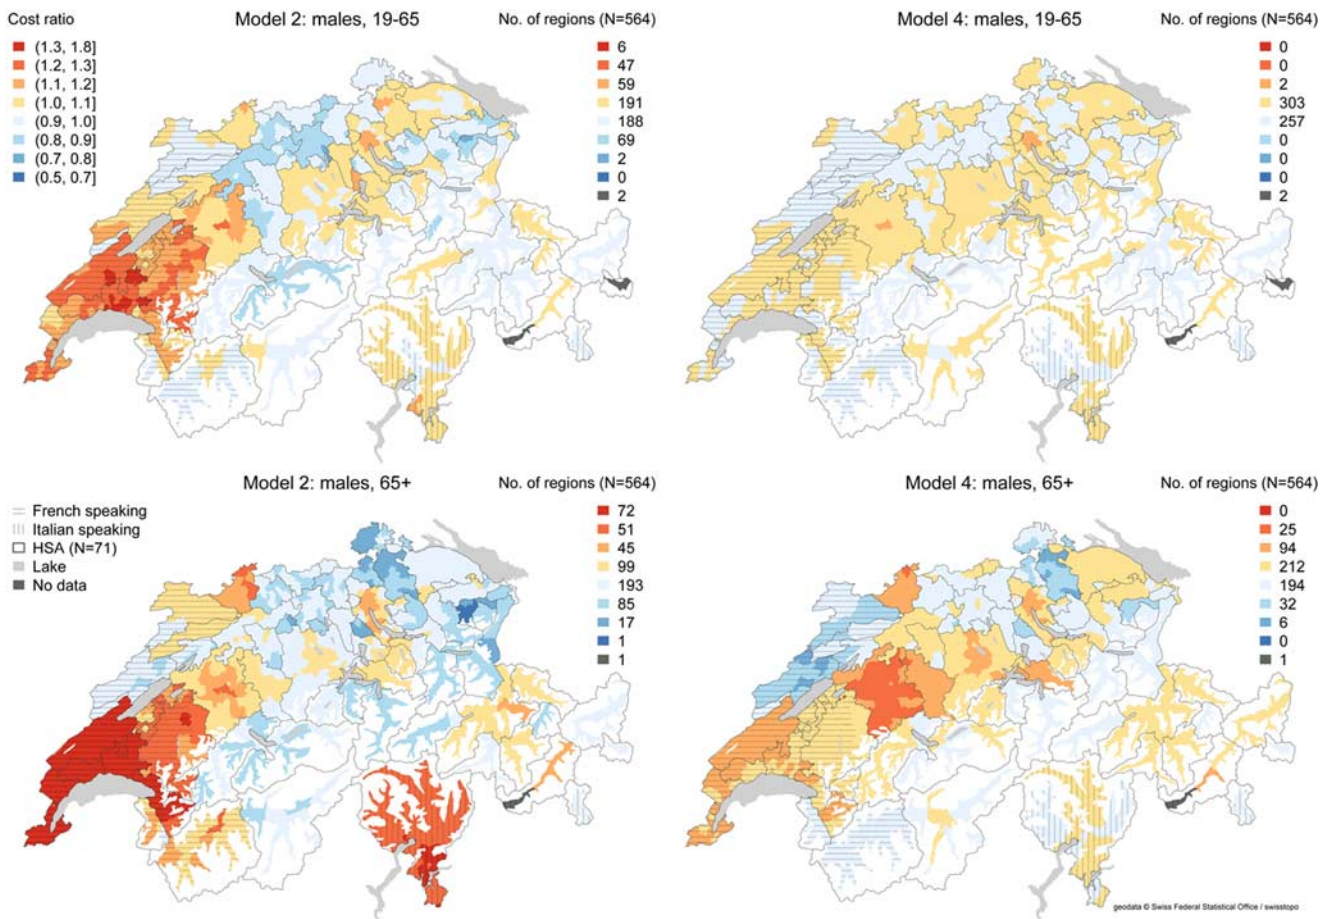 Cost ratio
(1.3, 1.8]
(1.2, 1.3]
(1.1, 1.2]
(1.0, 1.1]
(0.9, 1.0]
(0.8, 0.9]
(0.7, 0.8]
(0.5, 0.7]
Model 2: males, 19-65
No. of regions (N=564)
6
47
59
191
188
69
2
0
2
Model 4: males, 19-65
No. of regions (N=564)
0
0
2
303
257
0
0
0
2
French speaking
Italian speaking
HSA (N=71)
Lake
No data
Model 2: males, 65+
No. of regions (N=564)
72
51
45
99
193
85
17
1
1
Model 4: males, 65+
No. of regions (N=564)
0
25
94
212
194
32
6
0
1
geodata © Swiss Federal Statistical Office / swisstopo